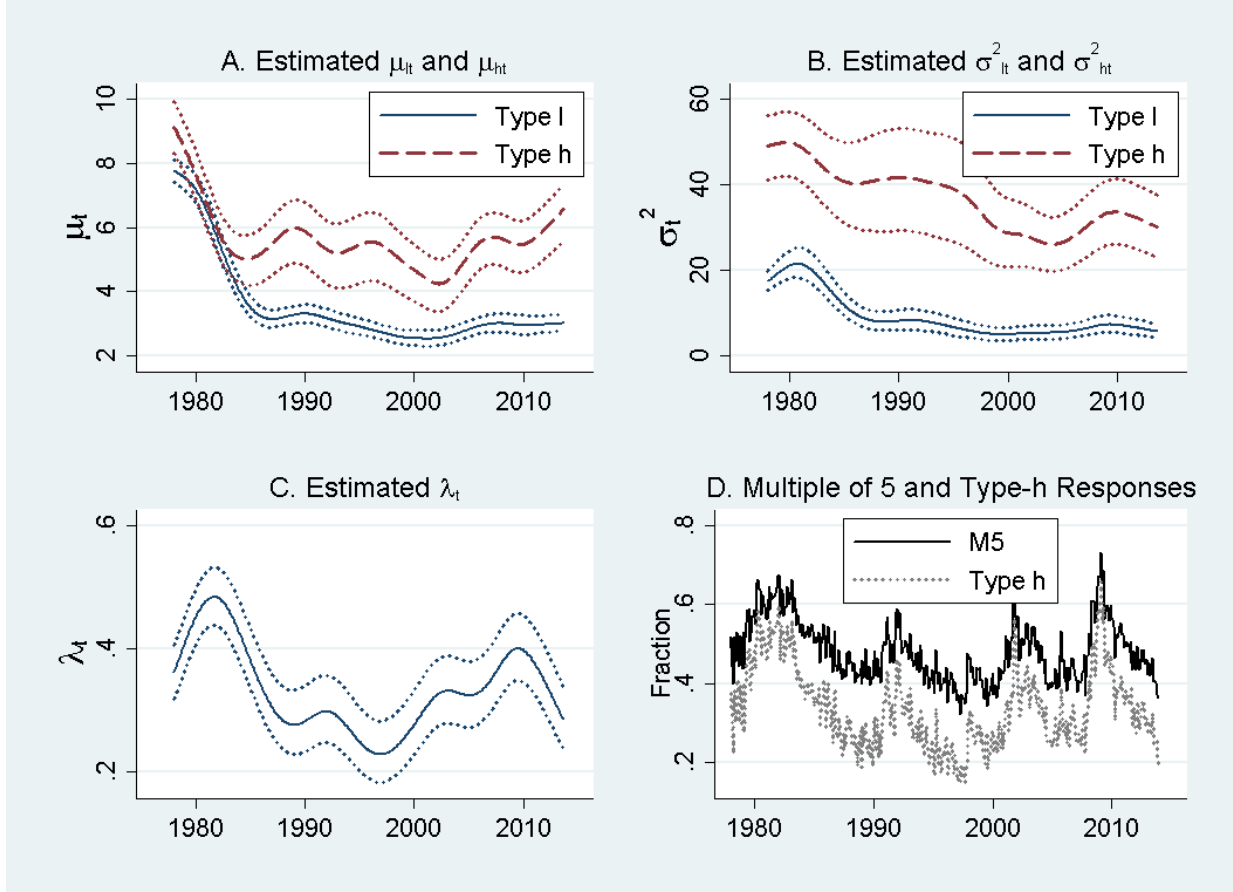 A. Estimated μlt and μht
Type l
Type h
μt
10
8
6
4
2
1980 1990 2000 2010
B. Estimated σ²lt and σ²ht
Type l
Type h
σt²
60
40
20
0
1980 1990 2000 2010
C. Estimated λt
λt
.6
.4
.2
1980 1990 2000 2010
D. Multiple of 5 and Type-h Responses
M5
Type h
Fraction
.8
.6
.4
.2
1980 1990 2000 2010